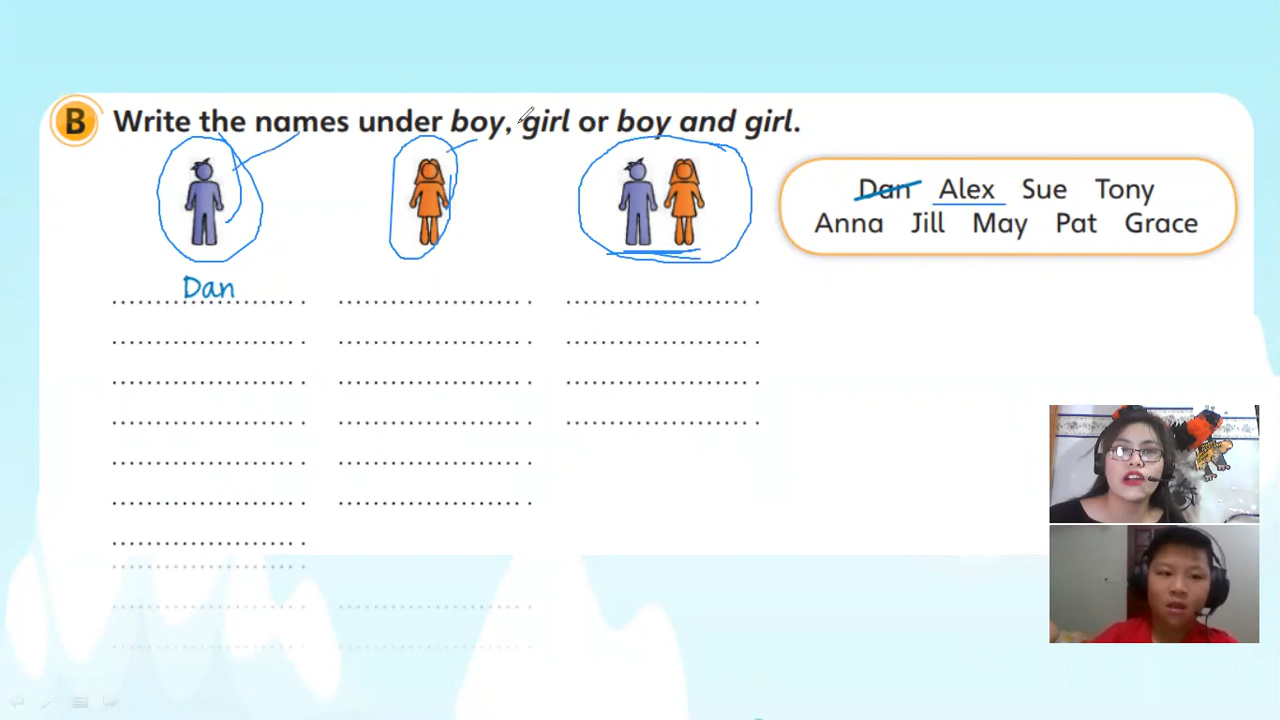 B Write the names under boy, girl or boy and girl.
Dan Alex Sue Tony
Anna Jill May Pat Grace
Dan